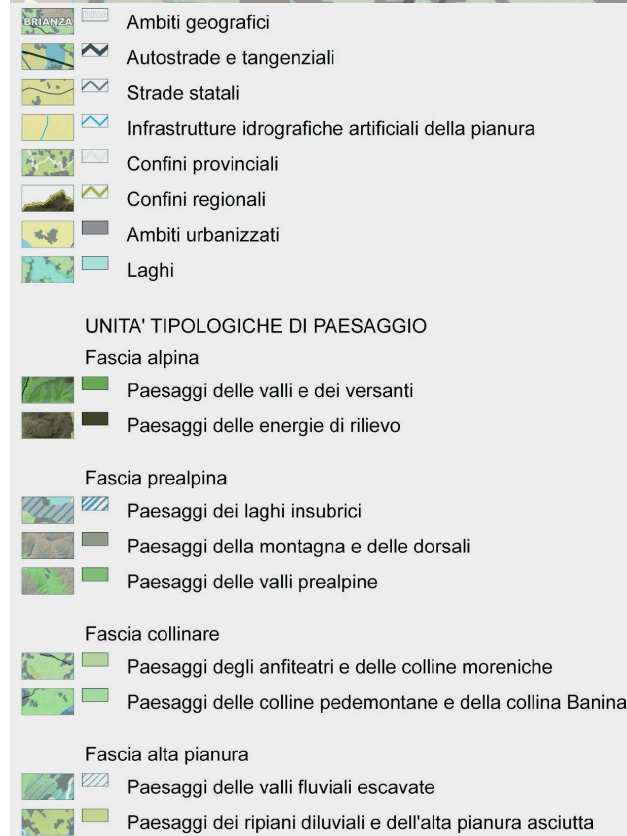 BRIANZA
Ambiti geografici
Autostrade e tangenziali
Strade statali
Infrastrutture idrografiche artificiali della pianura
Confini provinciali
Confini regionali
Ambiti urbanizzati
Laghi
UNITA' TIPOLOGICHE DI PAESAGGIO
Fascia alpina
Paesaggi delle valli e dei versanti
Paesaggi delle energie di rilievo
Fascia prealpina
Paesaggi dei laghi insubrici
Paesaggi della montagna e delle dorsali
Paesaggi delle valli prealpine
Fascia collinare
Paesaggi degli anfiteatri e delle colline moreniche
Paesaggi delle colline pedemontane e della collina Banina
Fascia alta pianura
Paesaggi delle valli fluviali escavate
Paesaggi dei ripiani diluviali e dell'alta pianura asciutta